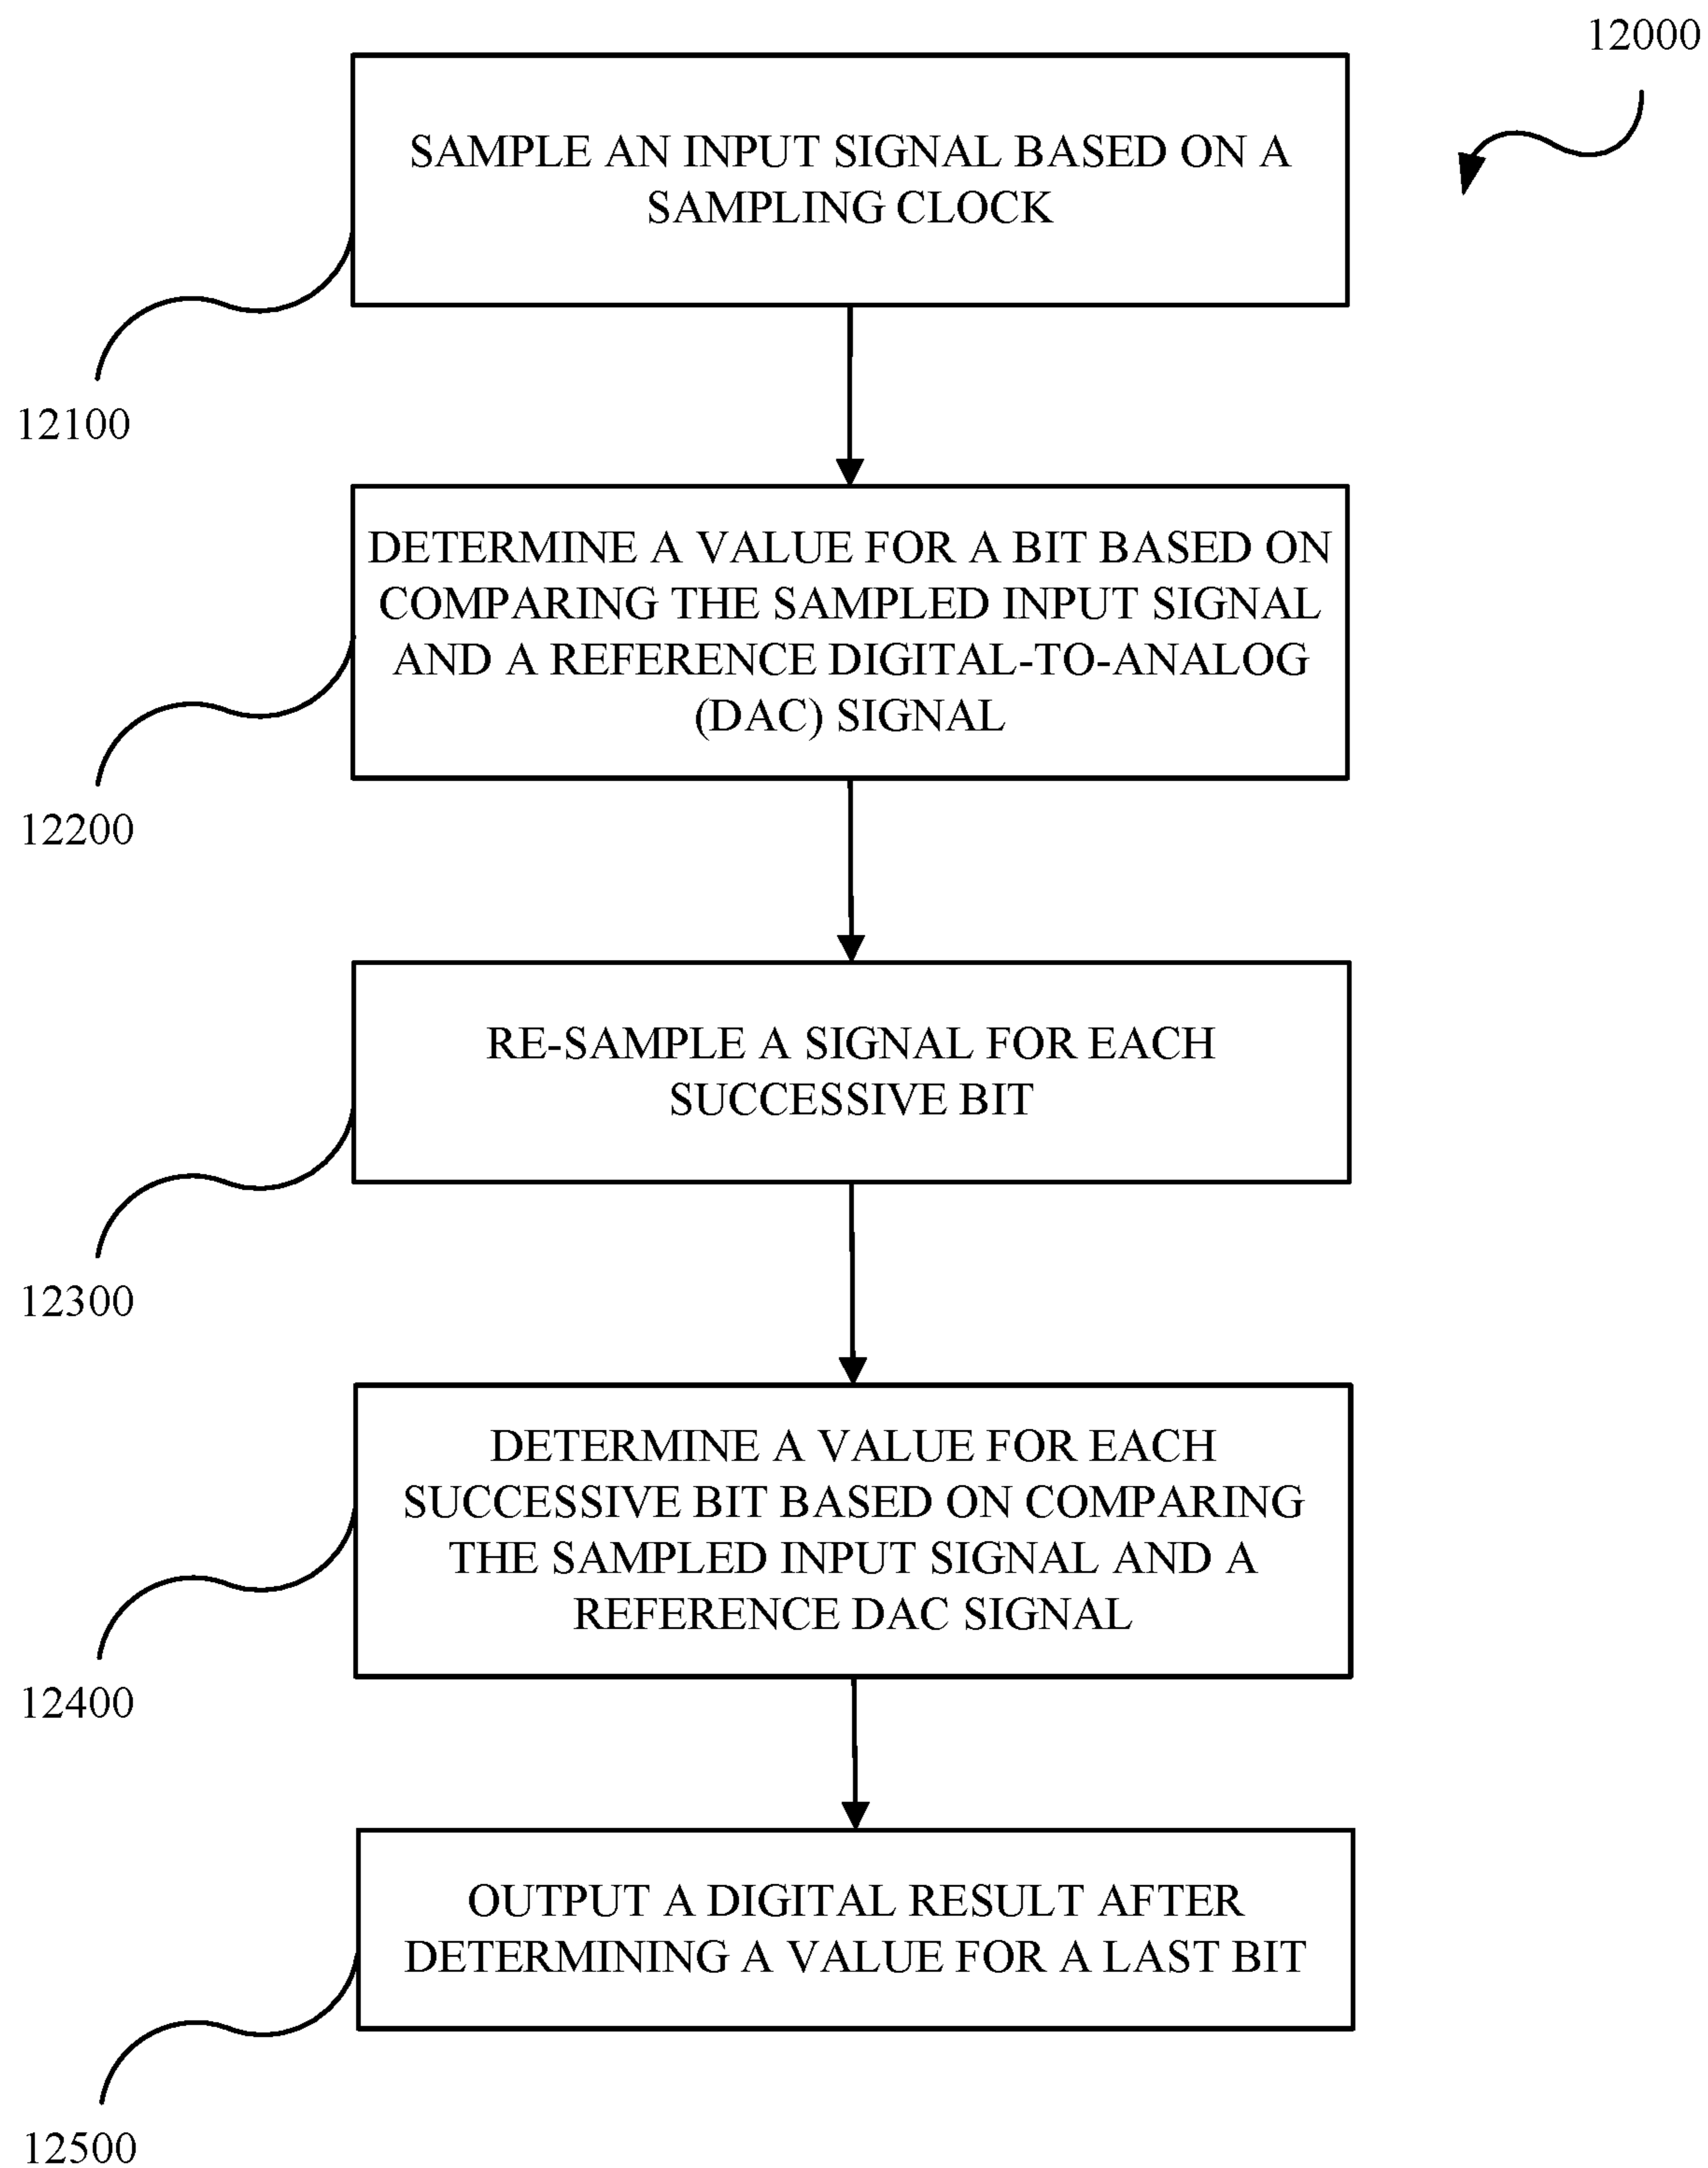 12000
SAMPLE AN INPUT SIGNAL BASED ON A
SAMPLING CLOCK
12100
DETERMINE A VALUE FOR A BIT BASED ON
COMPARING THE SAMPLED INPUT SIGNAL
AND A REFERENCE DIGITAL-TO-ANALOG
(DAC) SIGNAL
12200
RE-SAMPLE A SIGNAL FOR EACH
SUCCESSIVE BIT
12300
DETERMINE A VALUE FOR EACH
SUCCESSIVE BIT BASED ON COMPARING
THE SAMPLED INPUT SIGNAL AND A
REFERENCE DAC SIGNAL
12400
OUTPUT A DIGITAL RESULT AFTER
DETERMINING A VALUE FOR A LAST BIT
12500